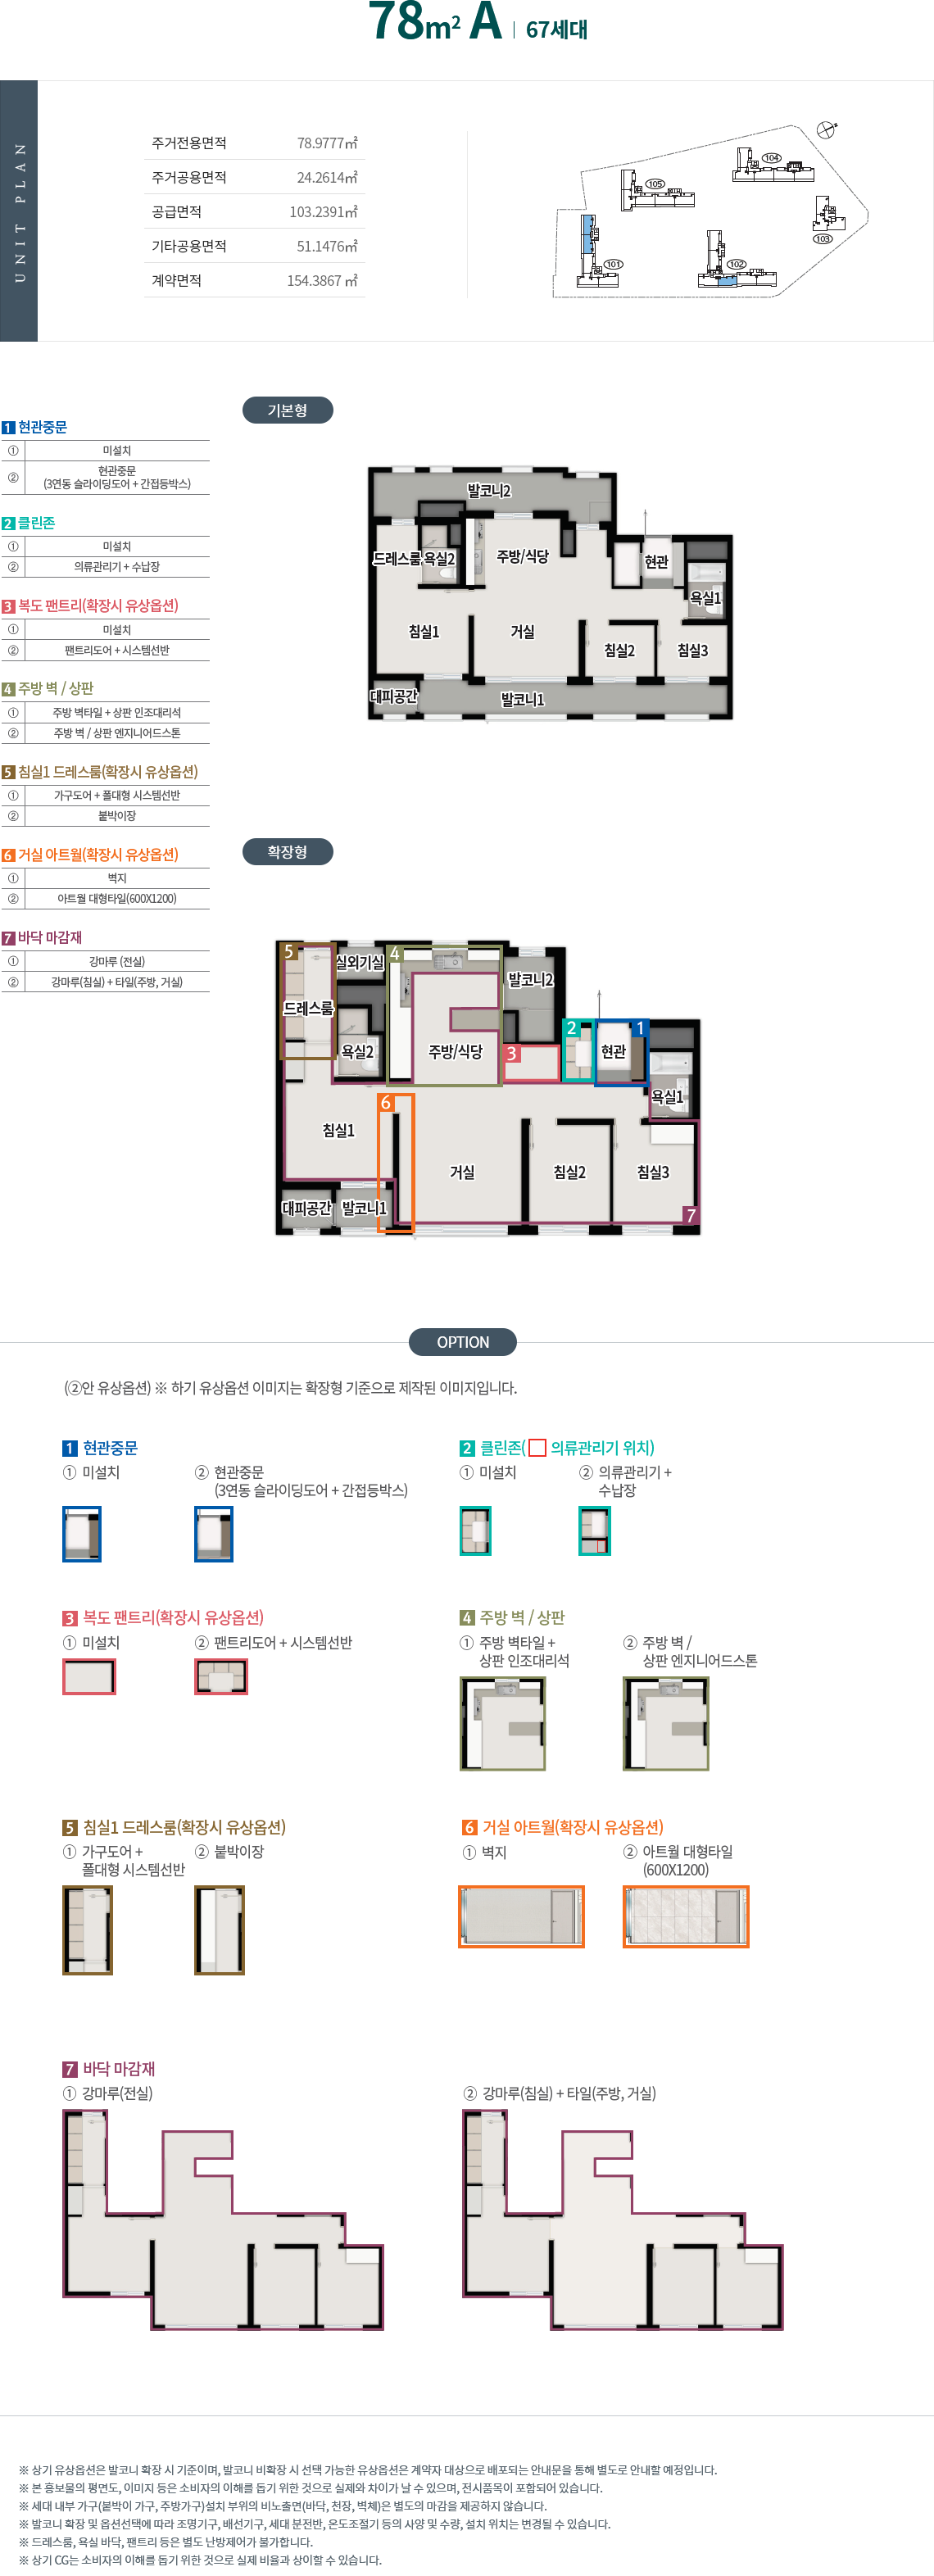 78m² A | 67세대
UNIT PLAN
주거전용면적 78.9777㎡
주거공용면적 24.2614㎡
공급면적 103.2391㎡
기타공용면적 51.1476㎡
계약면적 154.3867 ㎡
105
104
103
101
102
기본형
1 현관중문
① 미설치
② 현관중문
(3연동 슬라이딩도어 + 간접등박스)
2 클린존
① 미설치
② 의류관리기 + 수납장
3 복도 팬트리(확장시 유상옵션)
① 미설치
② 팬트리도어 + 시스템선반
4 주방 벽 / 상판
① 주방 벽타일 + 상판 인조대리석
② 주방 벽 / 상판 엔지니어드스톤
5 침실1 드레스룸(확장시 유상옵션)
① 가구도어 + 폴대형 시스템선반
② 붙박이장
6 거실 아트월(확장시 유상옵션)
① 벽지
② 아트월 대형타일(600X1200)
7 바닥 마감재
① 강마루 (전실)
② 강마루(침실) + 타일(주방, 거실)
발코니2
드레스룸 욕실2
주방/식당
현관
욕실1
침실1
거실
침실2
침실3
대피공간
발코니1
확장형
5
실외기실
4
발코니2
드레스룸
욕실2
주방/식당
3
2
현관
1
욕실1
6
침실1
거실
침실2
침실3
대피공간
발코니1
7
OPTION
(②안 유상옵션) ※ 하기 유상옵션 이미지는 확장형 기준으로 제작된 이미지입니다.
1 현관중문
① 미설치
② 현관중문
(3연동 슬라이딩도어 + 간접등박스)
2 클린존( 의류관리기 위치)
① 미설치
② 의류관리기 +
수납장
3 복도 팬트리(확장시 유상옵션)
① 미설치
② 팬트리도어 + 시스템선반
4 주방 벽 / 상판
① 주방 벽타일 +
상판 인조대리석
② 주방 벽 /
상판 엔지니어드스톤
5 침실1 드레스룸(확장시 유상옵션)
① 가구도어 +
폴대형 시스템선반
② 붙박이장
6 거실 아트월(확장시 유상옵션)
① 벽지
② 아트월 대형타일
(600X1200)
7 바닥 마감재
① 강마루(전실)
② 강마루(침실) + 타일(주방, 거실)
※ 상기 유상옵션은 발코니 확장 시 기준이며, 발코니 비확장 시 선택 가능한 유상옵션은 계약자 대상으로 배포되는 안내문을 통해 별도로 안내할 예정입니다.
※ 본 홍보물의 평면도, 이미지 등은 소비자의 이해를 돕기 위한 것으로 실제와 차이가 날 수 있으며, 전시품목이 포함되어 있습니다.
※ 세대 내부 가구(붙박이 가구, 주방가구)설치 부위의 비노출면(바닥, 천장, 벽체)은 별도의 마감을 제공하지 않습니다.
※ 발코니 확장 및 옵션선택에 따라 조명기구, 배선기구, 세대 분전반, 온도조절기 등의 사양 및 수량, 설치 위치는 변경될 수 있습니다.
※ 드레스룸, 욕실 바닥, 팬트리 등은 별도 난방제어가 불가합니다.
※ 상기 CG는 소비자의 이해를 돕기 위한 것으로 실제 비율과 상이할 수 있습니다.